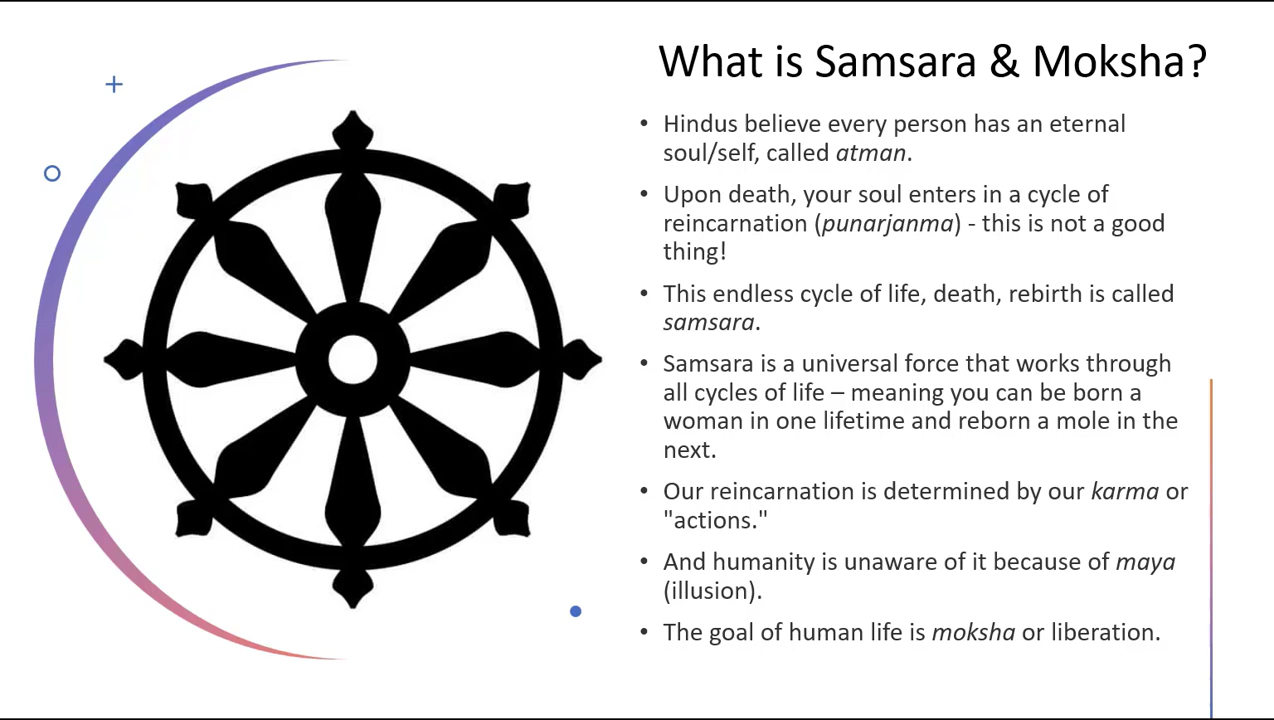 What is Samsara & Moksha?
• Hindus believe every person has an eternal
soul/self, called atman.
• Upon death, your soul enters in a cycle of
reincarnation (punarjanma) - this is not a good
thing!
• This endless cycle of life, death, rebirth is called
samsara.
• Samsara is a universal force that works through
all cycles of life – meaning you can be born a
woman in one lifetime and reborn a mole in the
next.
• Our reincarnation is determined by our karma or
"actions."
• And humanity is unaware of it because of maya
(illusion).
• The goal of human life is moksha or liberation.